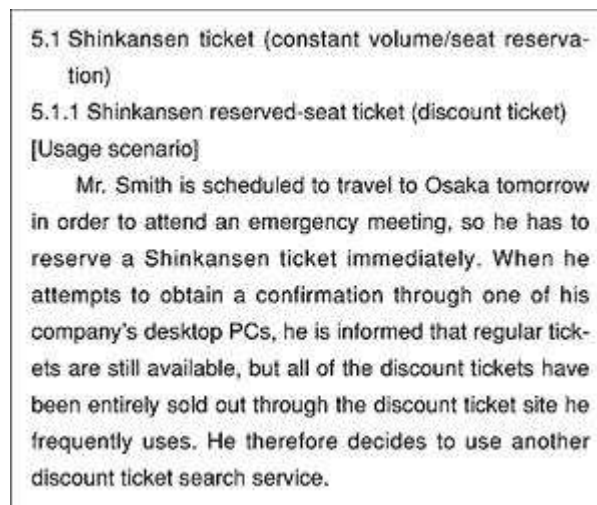 5.1 Shinkansen ticket (constant volume/seat reserva-
tion)
5.1.1 Shinkansen reserved-seat ticket (discount ticket)
[Usage scenario]
Mr. Smith is scheduled to travel to Osaka tomorrow
in order to attend an emergency meeting, so he has to
reserve a Shinkansen ticket immediately. When he
attempts to obtain a confirmation through one of his
company's desktop PCs, he is informed that regular tick-
ets are still available, but all of the discount tickets have
been entirely sold out through the discount ticket site he
frequently uses. He therefore decides to use another
discount ticket search service.